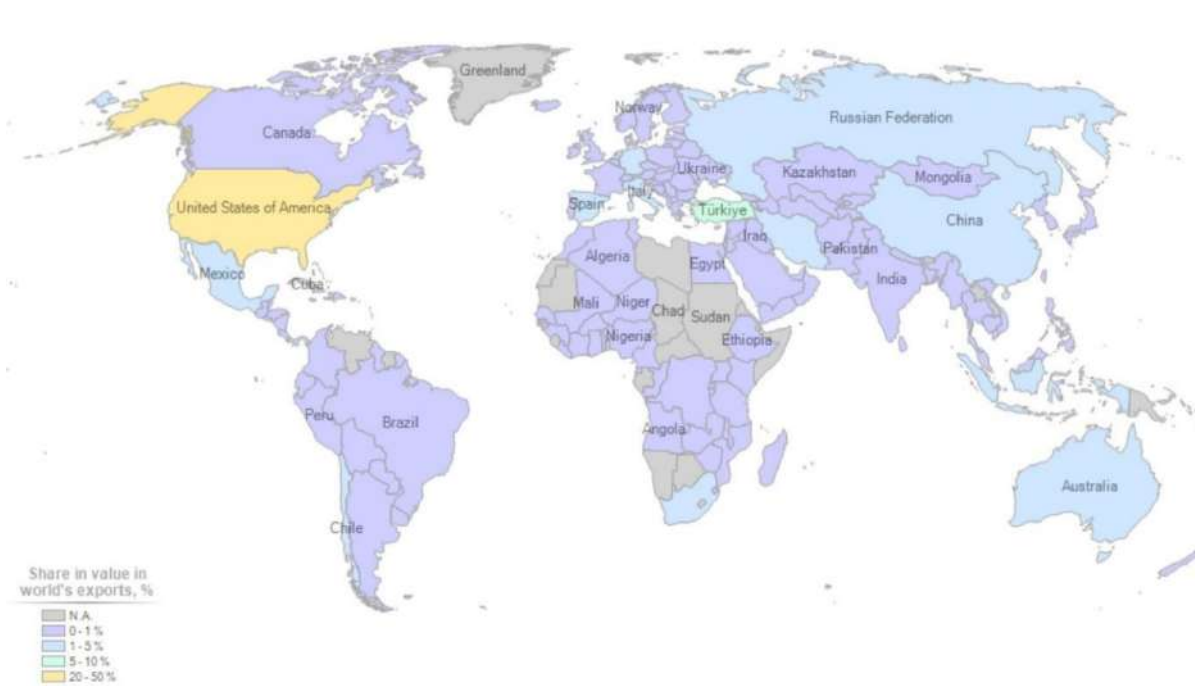 Greenland
Norway
Russian Federation
Canada
Ukraine
Kazakhstan
Mongolia
Italy
Spain
Türkiye
United States of America
China
Iraq
Pakistan
Algeria
Egypt
India
Mexico
Cuba
Mali
Niger
Chad
Sudan
Nigeria
Ethiopia
Peru
Brazil
Angola
Australia
Chile
Share in value in
world's exports, %
N.A.
0 - 1 %
1 - 5 %
5 - 10 %
20 - 50 %